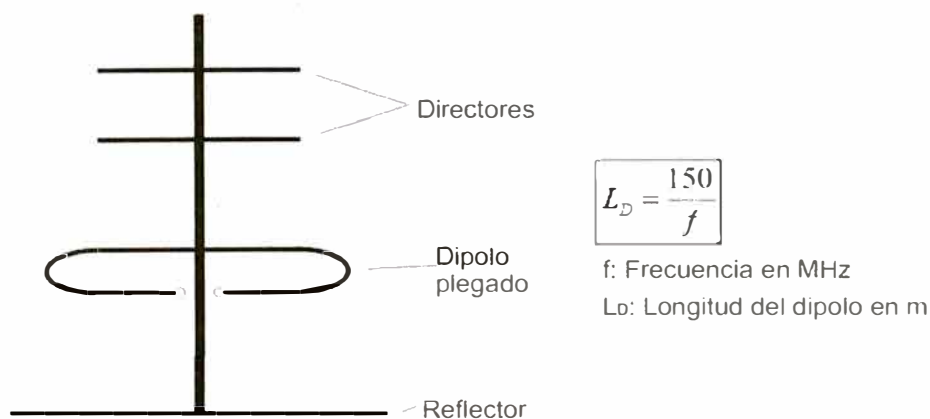 Directores
L_D = 150/f
Dipolo
plegado
f: Frecuencia en MHz
LD: Longitud del dipolo en m
Reflector